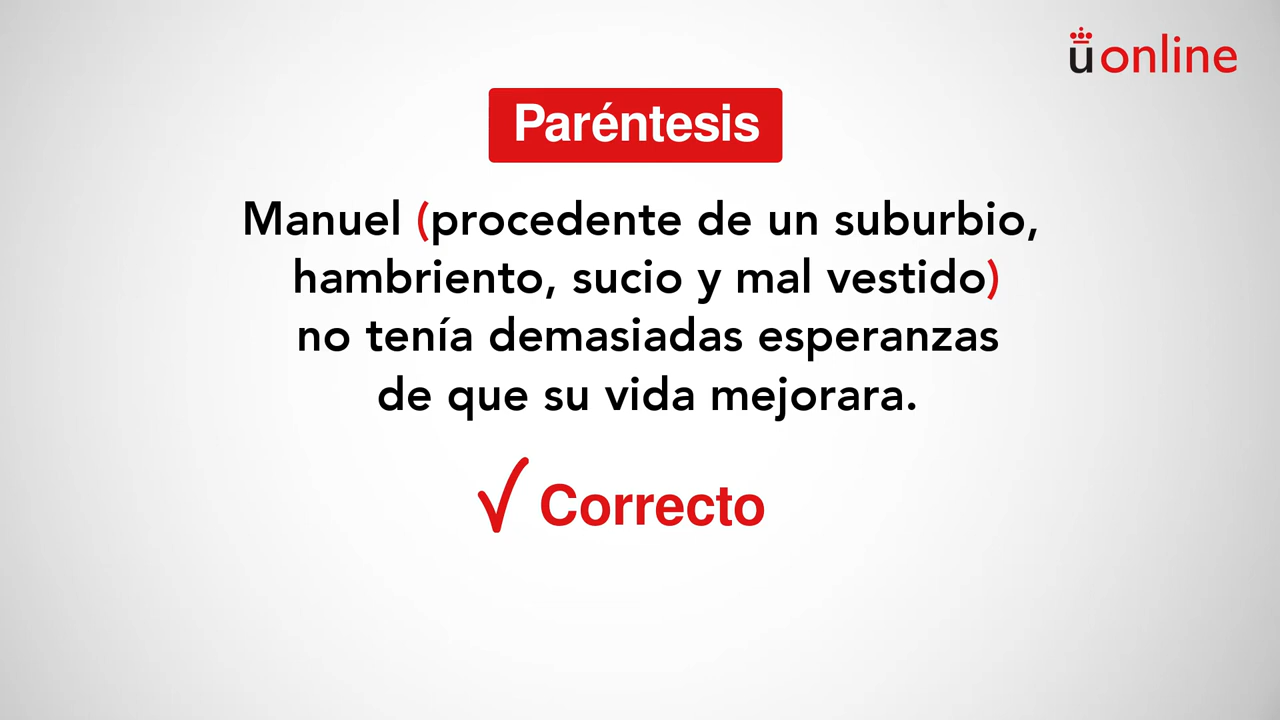 uonline
Paréntesis
Manuel (procedente de un suburbio,
hambriento, sucio y mal vestido)
no tenía demasiadas esperanzas
de que su vida mejorara.
√ Correcto